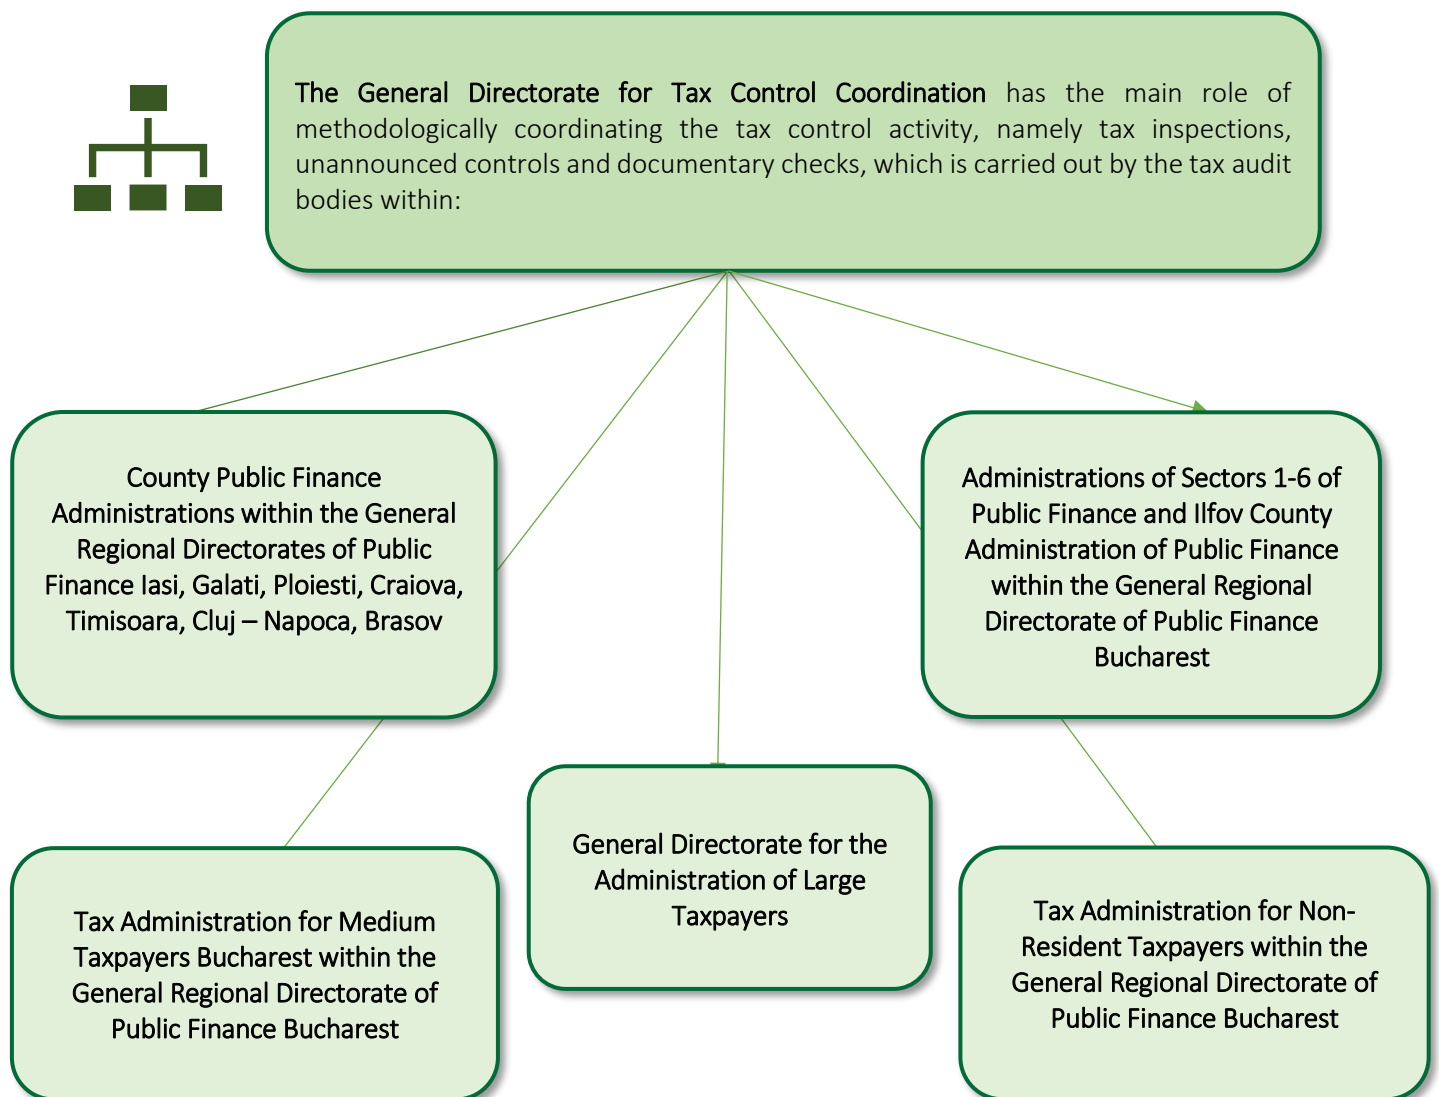 The General Directorate for Tax Control Coordination has the main role of
methodologically coordinating the tax control activity, namely tax inspections,
unannounced controls and documentary checks, which is carried out by the tax audit
bodies within:
County Public Finance
Administrations within the General
Regional Directorates of Public
Finance Iasi, Galati, Ploiesti, Craiova,
Timisoara, Cluj – Napoca, Brasov
Administrations of Sectors 1-6 of
Public Finance and Ilfov County
Administration of Public Finance
within the General Regional
Directorate of Public Finance
Bucharest
Tax Administration for Medium
Taxpayers Bucharest within the
General Regional Directorate of
Public Finance Bucharest
General Directorate for the
Administration of Large
Taxpayers
Tax Administration for Non-
Resident Taxpayers within the
General Regional Directorate of
Public Finance Bucharest